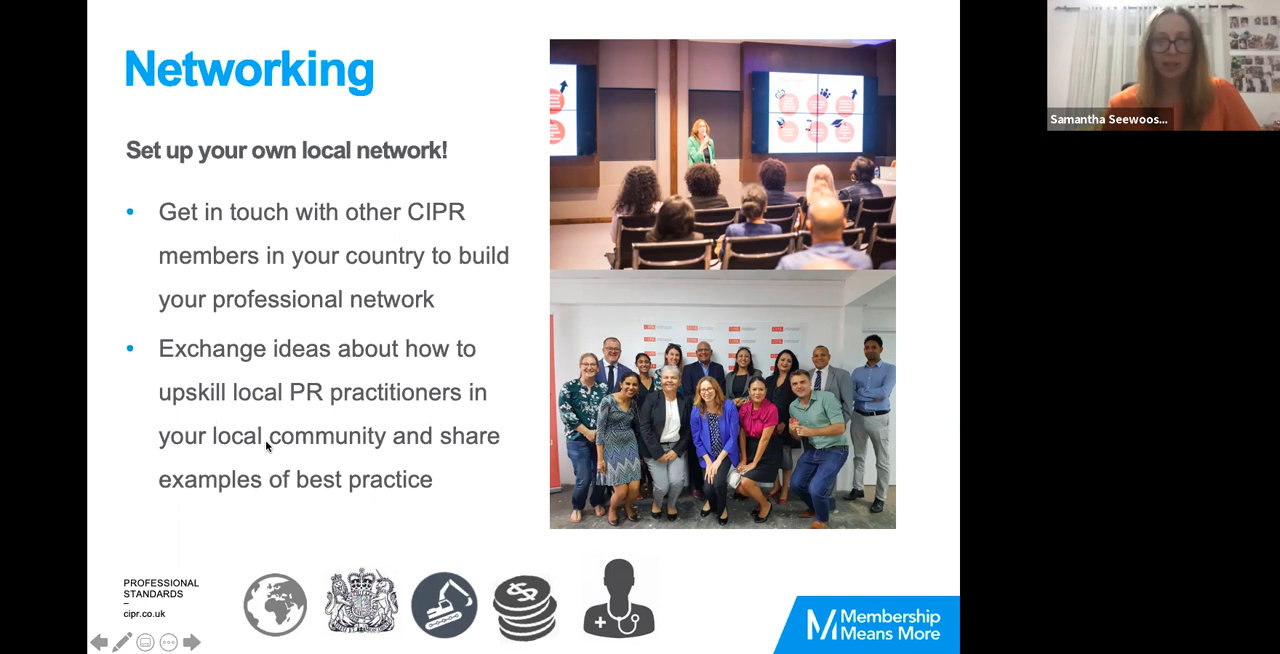 Networking
Set up your own local network!
• Get in touch with other CIPR
members in your country to build
your professional network
• Exchange ideas about how to
upskill local PR practitioners in
your local community and share
examples of best practice
PROFESSIONAL
STANDARDS
–
cipr.co.uk
Membership
Means More
Samantha Seewoos...